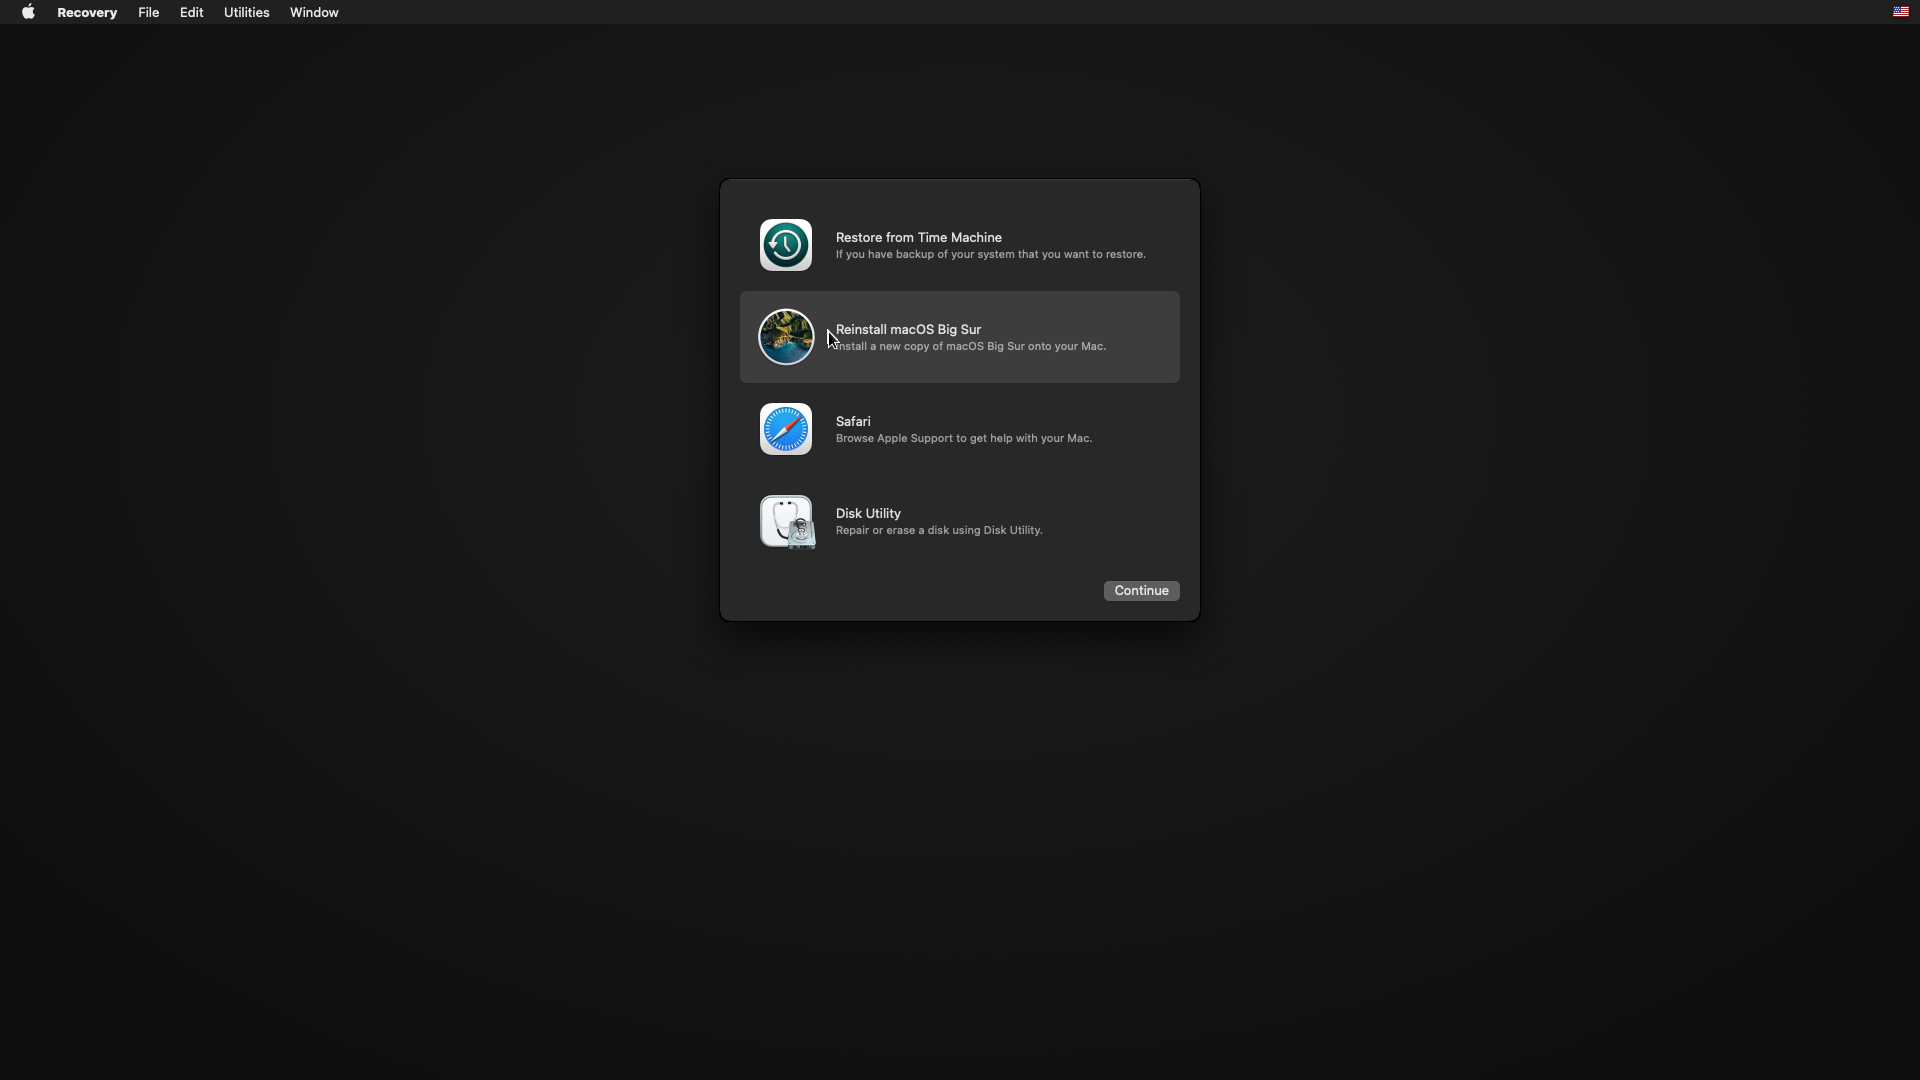 Recovery File Edit Utilities Window
Restore from Time Machine
If you have backup of your system that you want to restore.
Reinstall macOS Big Sur
Install a new copy of macOS Big Sur onto your Mac.
Safari
Browse Apple Support to get help with your Mac.
Disk Utility
Repair or erase a disk using Disk Utility.
Continue